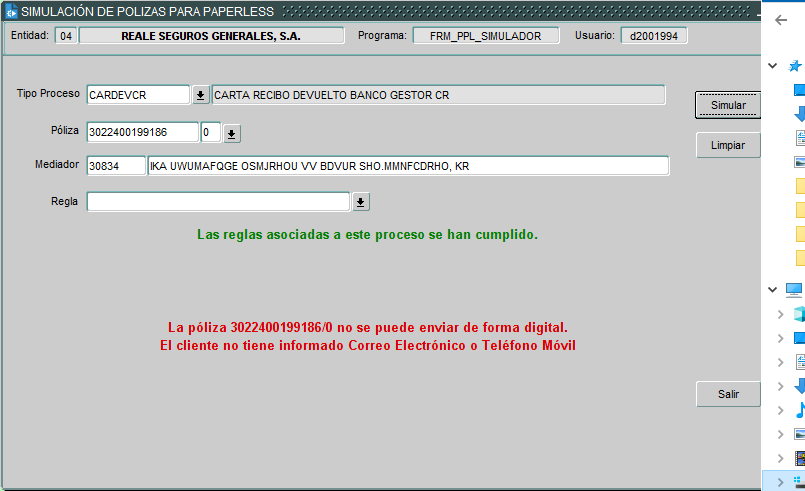 SIMULACIÓN DE POLIZAS PARA PAPERLESS
Entidad: 04 REALE SEGUROS GENERALES, S.A. Programa: FRM_PPL_SIMULADOR Usuario: d2001994
Tipo Proceso CARDEVCR CARTA RECIBO DEVUELTO BANCO GESTOR CR
Simular
Póliza 3022400199186 0
Limpiar
Mediador 30834 IKA UWUMAFQGE OSMJRHOU VV BDVUR SHO.MMNFCDRHO, KR
Regla
Las reglas asociadas a este proceso se han cumplido.
La póliza 3022400199186/0 no se puede enviar de forma digital.
El cliente no tiene informado Correo Electrónico o Teléfono Móvil
Salir